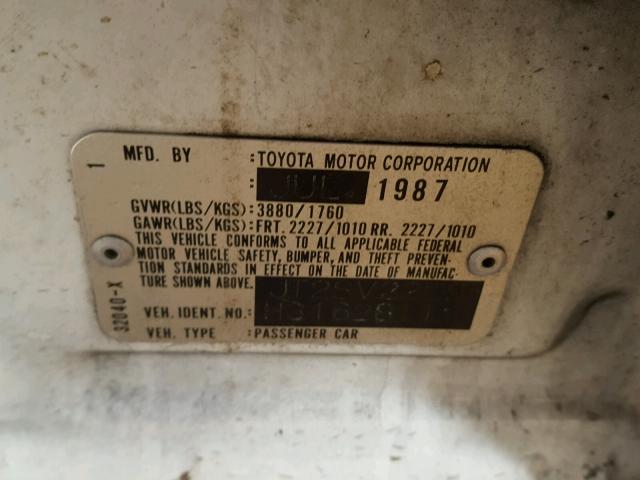 1
MFD. BY :TOYOTA MOTOR CORPORATION
: JUL. 1987
GVWR(LBS/KGS):3880/1760
GAWR(LBS/KGS):FRT. 2227/1010 RR. 2227/1010
THIS VEHICLE CONFORMS TO ALL APPLICABLE FEDERAL
MOTOR VEHICLE SAFETY, BUMPER, AND THEFT PREVEN-
TION STANDARDS IN EFFECT ON THE DATE OF MANUFAC-
TURE SHOWN ABOVE.
VEH. IDENT. NO.:
VEH. TYPE :PASSENGER CAR
S2040-X